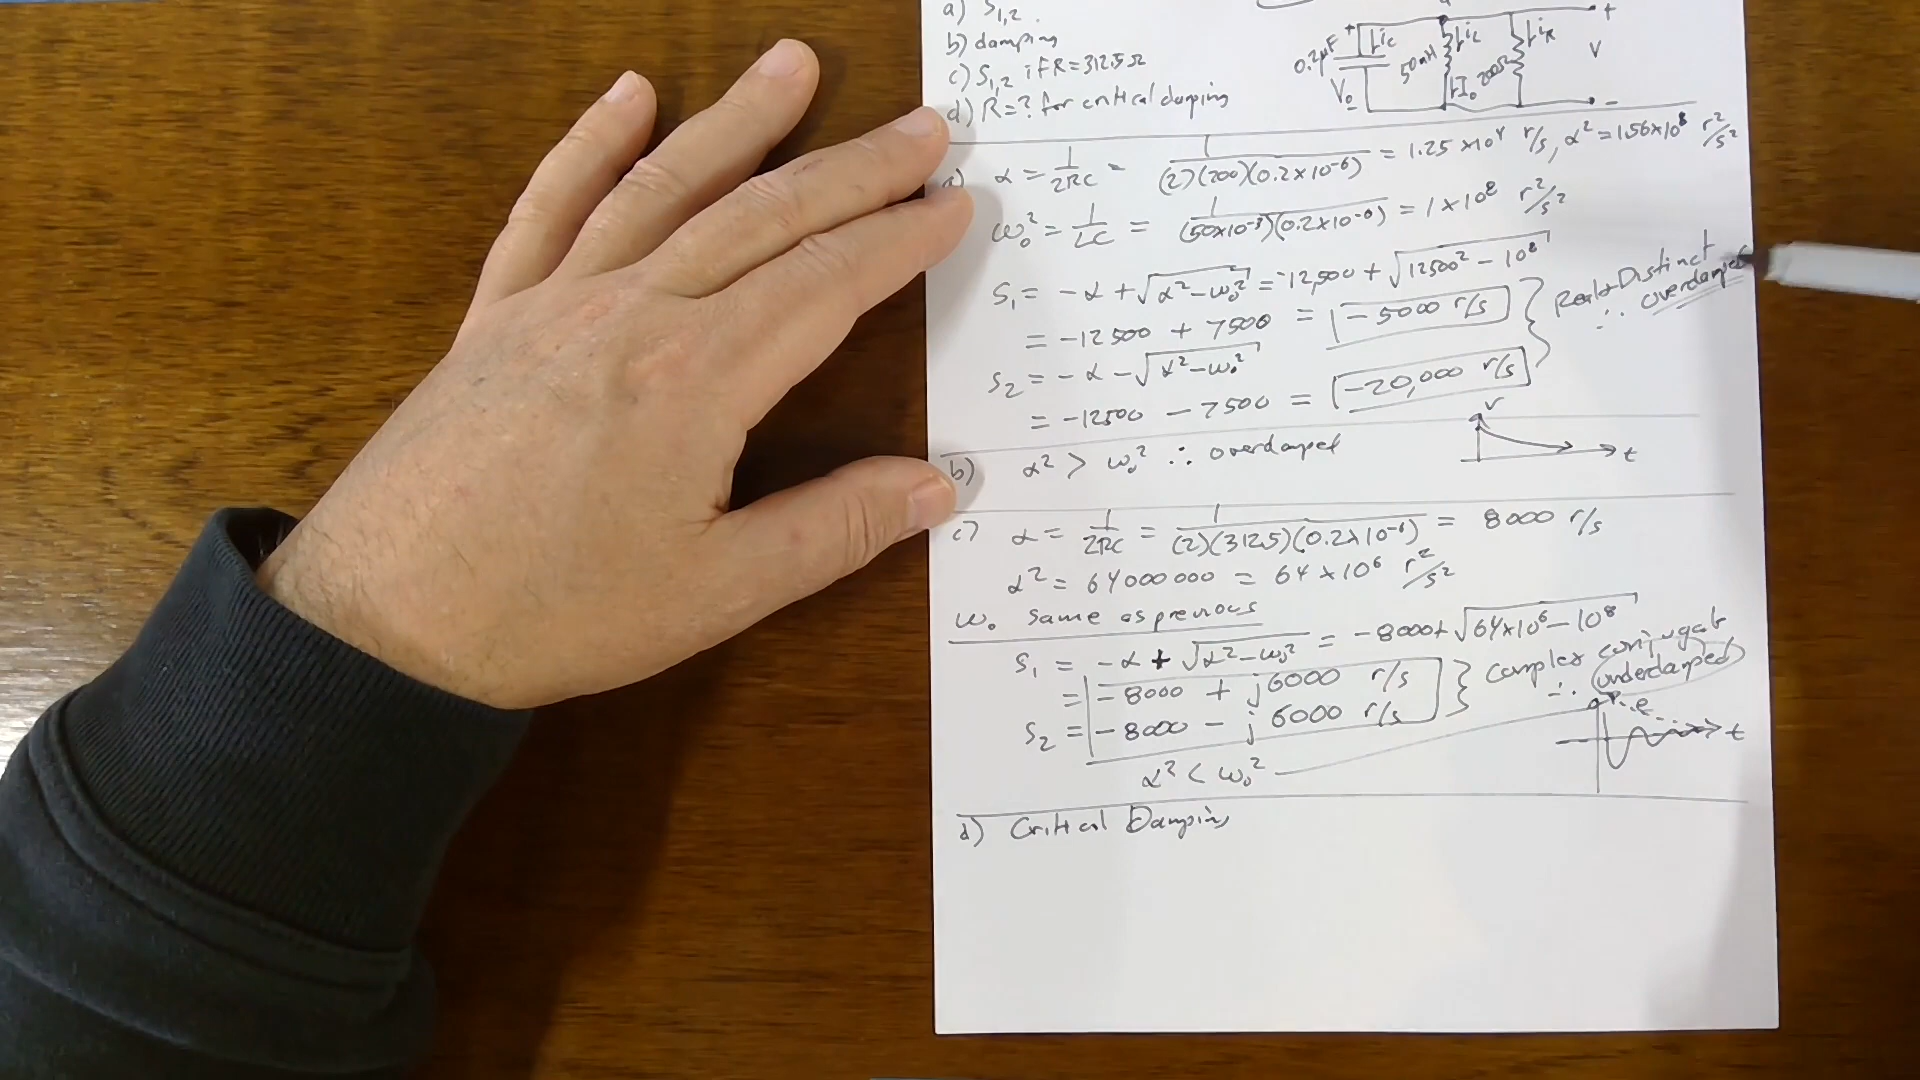 a) S₁,₂
b) damping
c) S₁,₂ if R = 312.5 Ω
d) R = ? for critical damping
+ ic iL iR +
0.2μF 50mH 200Ω V
V₀ I₀ −
a) α = 1/2RC = 1/(2)(200)(0.2×10⁻⁶) = 1.25 ×10⁴ r/s, α² = 1.56×10⁸ r²/s²
ω₀² = 1/LC = 1/(50×10⁻³)(0.2×10⁻⁶) = 1 × 10⁸ r²/s²
S₁ = −α + √α²−ω₀² = −12,500 + √12500² − 10⁸
= −12500 + 7500 = −5000 r/s
Real & Distinct
∴ overdamped
S₂ = −α − √α²−ω₀²
= −12500 − 7500 = −20,000 r/s
b) α² > ω₀² ∴ overdamped
v
t
c) α = 1/2RC = 1/(2)(312.5)(0.2×10⁻⁶) = 8000 r/s
α² = 64000000 = 64 × 10⁶ r²/s²
ω₀ same as previous
S₁ = −α + √α²−ω₀² = −8000 + √64×10⁶ − 10⁸
= −8000 + j6000 r/s
S₂ = −8000 − j 6000 r/s
complex conjugate
∴ underdamped
α² < ω₀²
t
d) Critical Damping